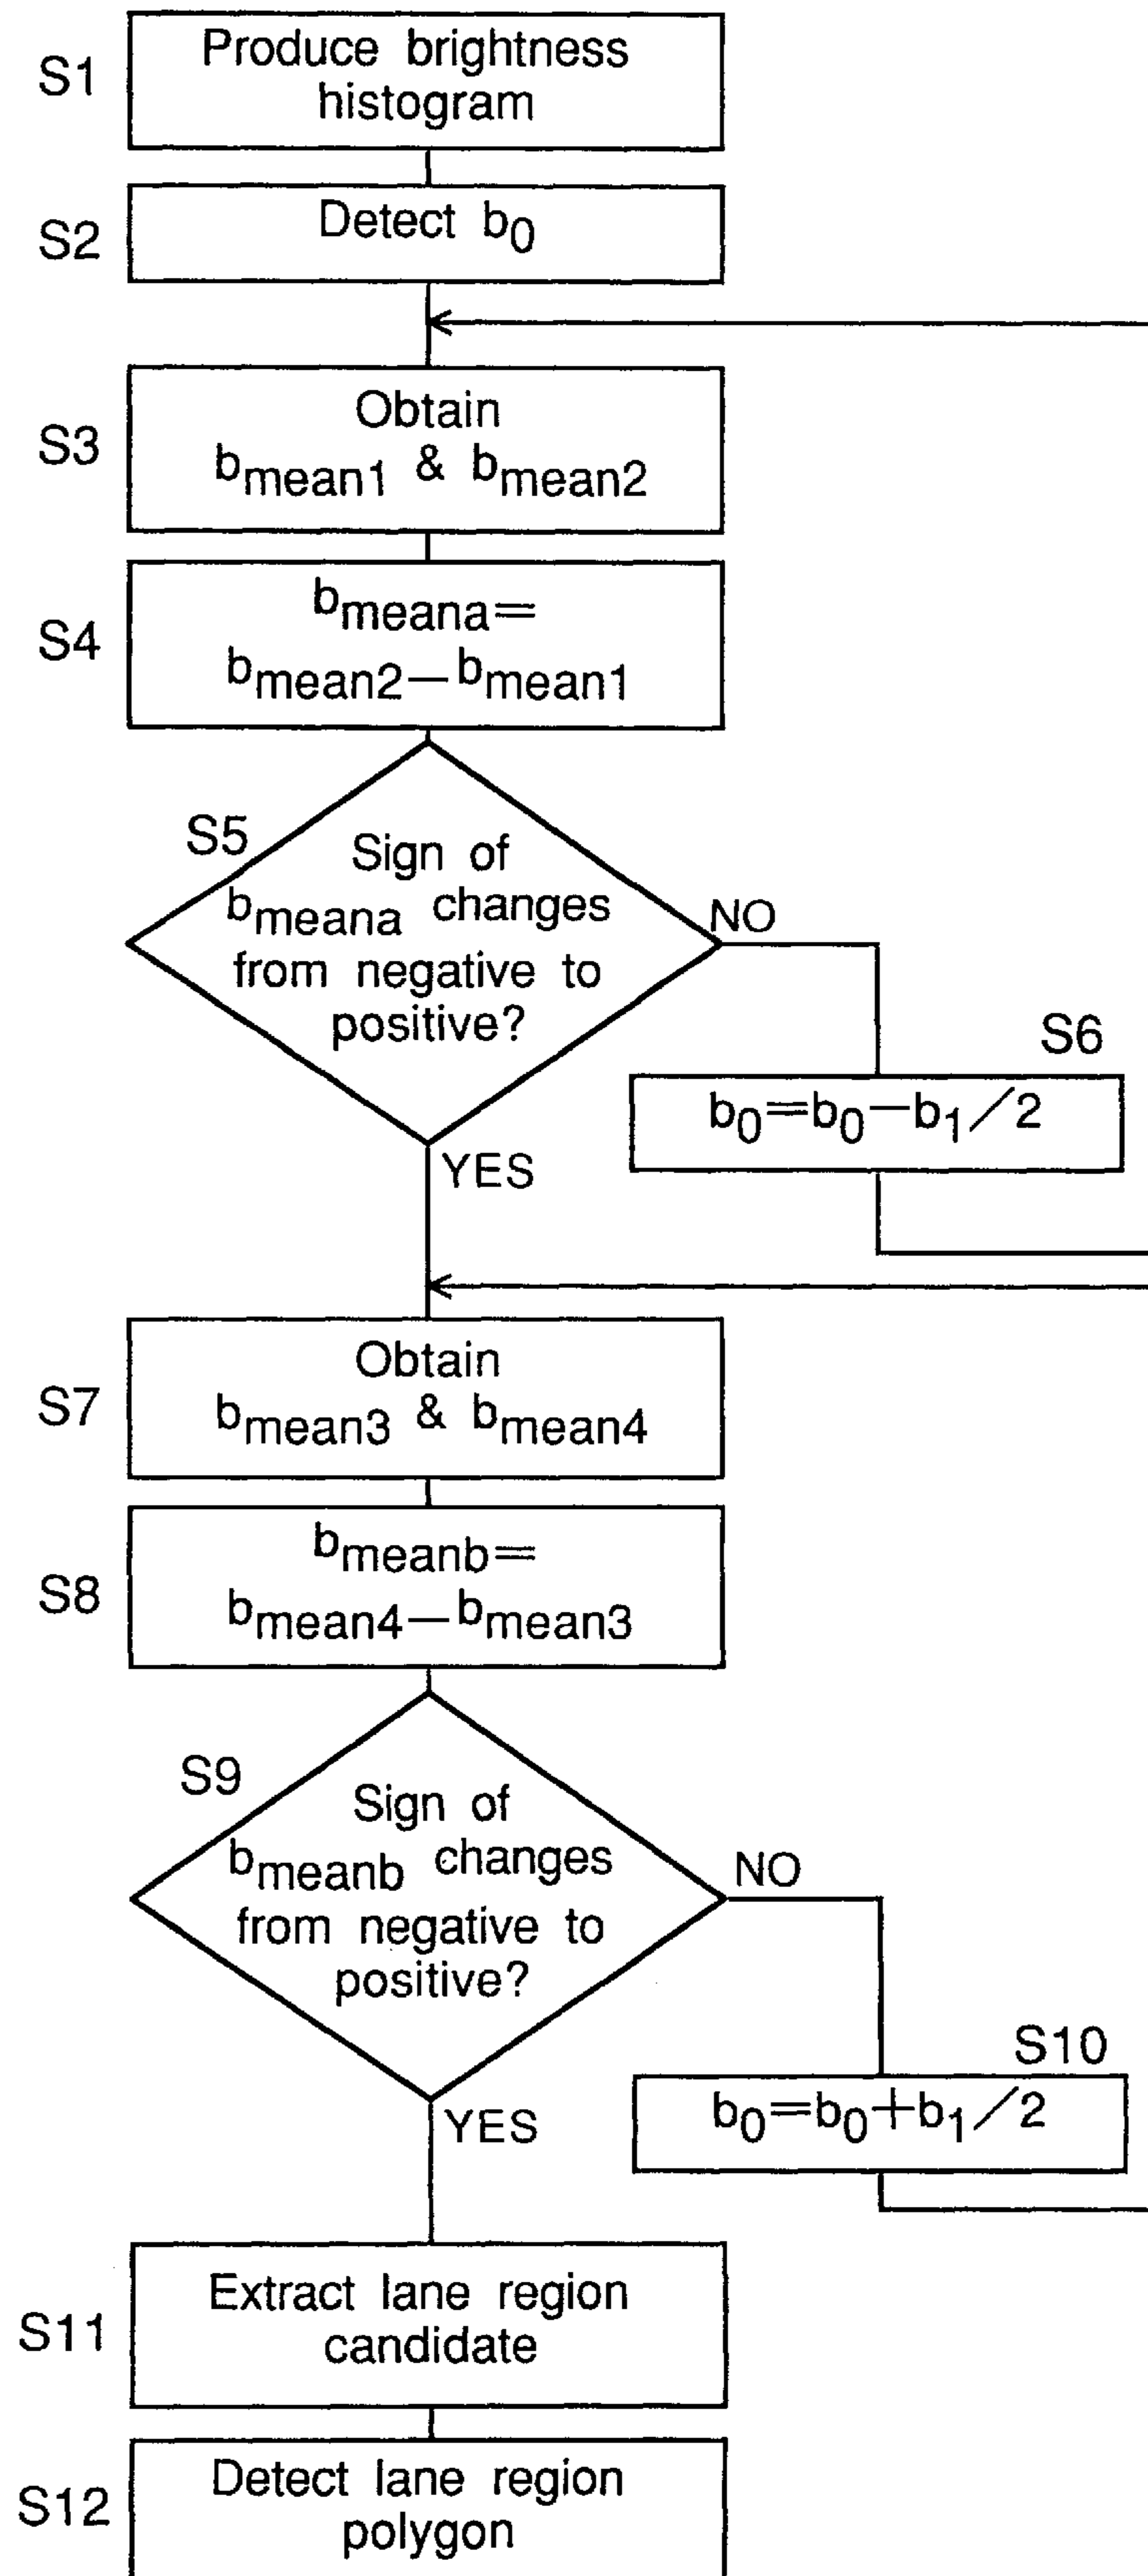 S1
Produce brightness
histogram
S2
Detect b0
S3
Obtain
bmean1 & bmean2
S4
bmeana=
bmean2−bmean1
S5
Sign of
bmeana changes
from negative to
positive?
NO
YES
S6
b0=b0−b1/2
S7
Obtain
bmean3 & bmean4
S8
bmeanb=
bmean4−bmean3
S9
Sign of
bmeanb changes
from negative to
positive?
NO
YES
S10
b0=b0+b1/2
S11
Extract lane region
candidate
S12
Detect lane region
polygon